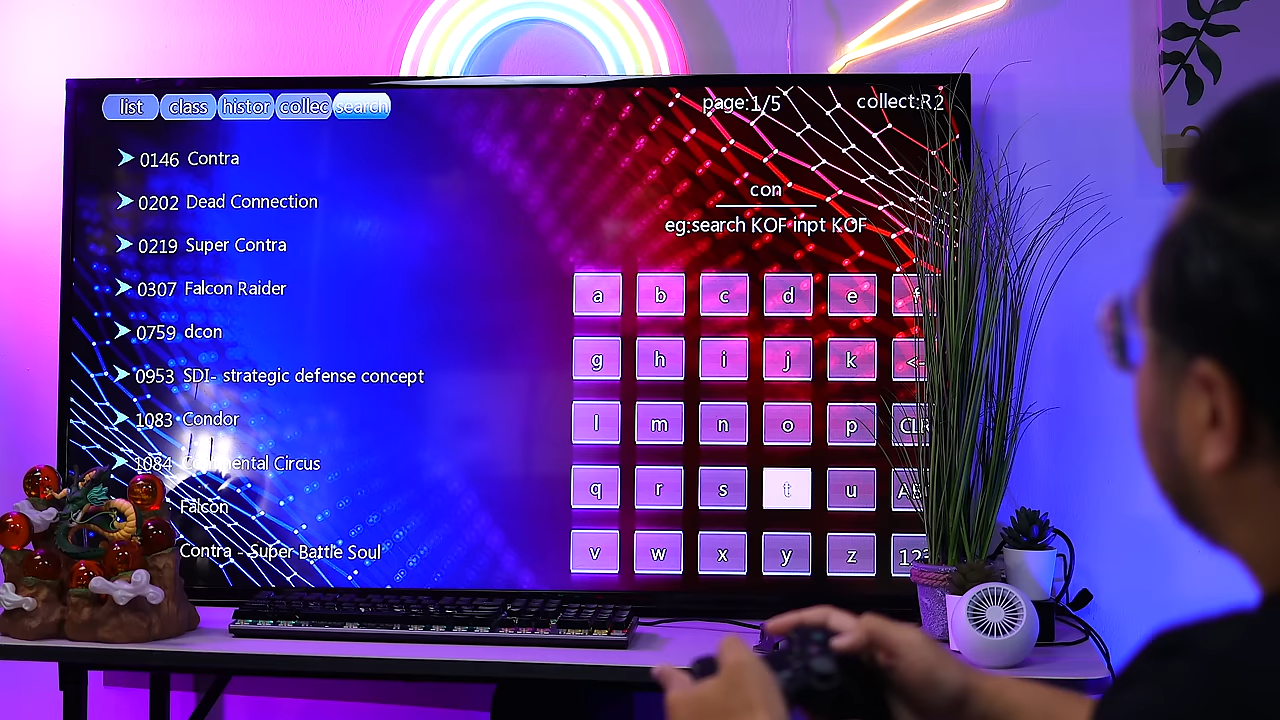 list class histor collec search page:1/5 collect:R2
0146 Contra
0202 Dead Connection
0219 Super Contra
0307 Falcon Raider
0759 dcon
0953 SDI- strategic defense concept
1083 Condor
1084 Circus
Falcon
Contra - Super Battle Soul
con
eg:search KOF inpt KOF
a b c d e f
g h i j k <-
l m n o p CLR
q r s t u
v w x y z